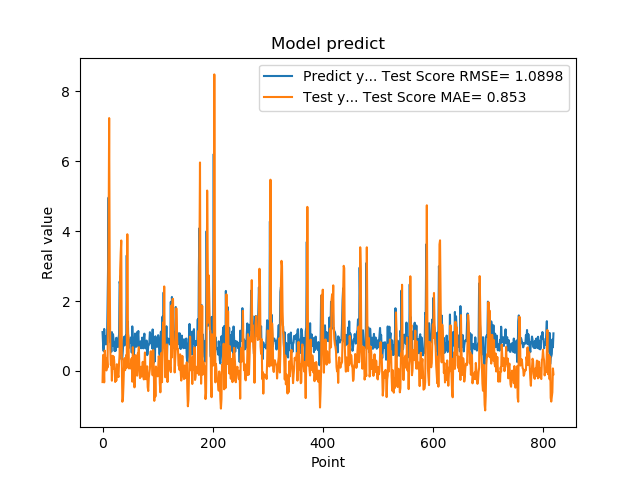 Model predict
Predict y... Test Score RMSE= 1.0898
Test y... Test Score MAE= 0.853
Real value
8
6
4
2
0
0 200 400 600 800
Point